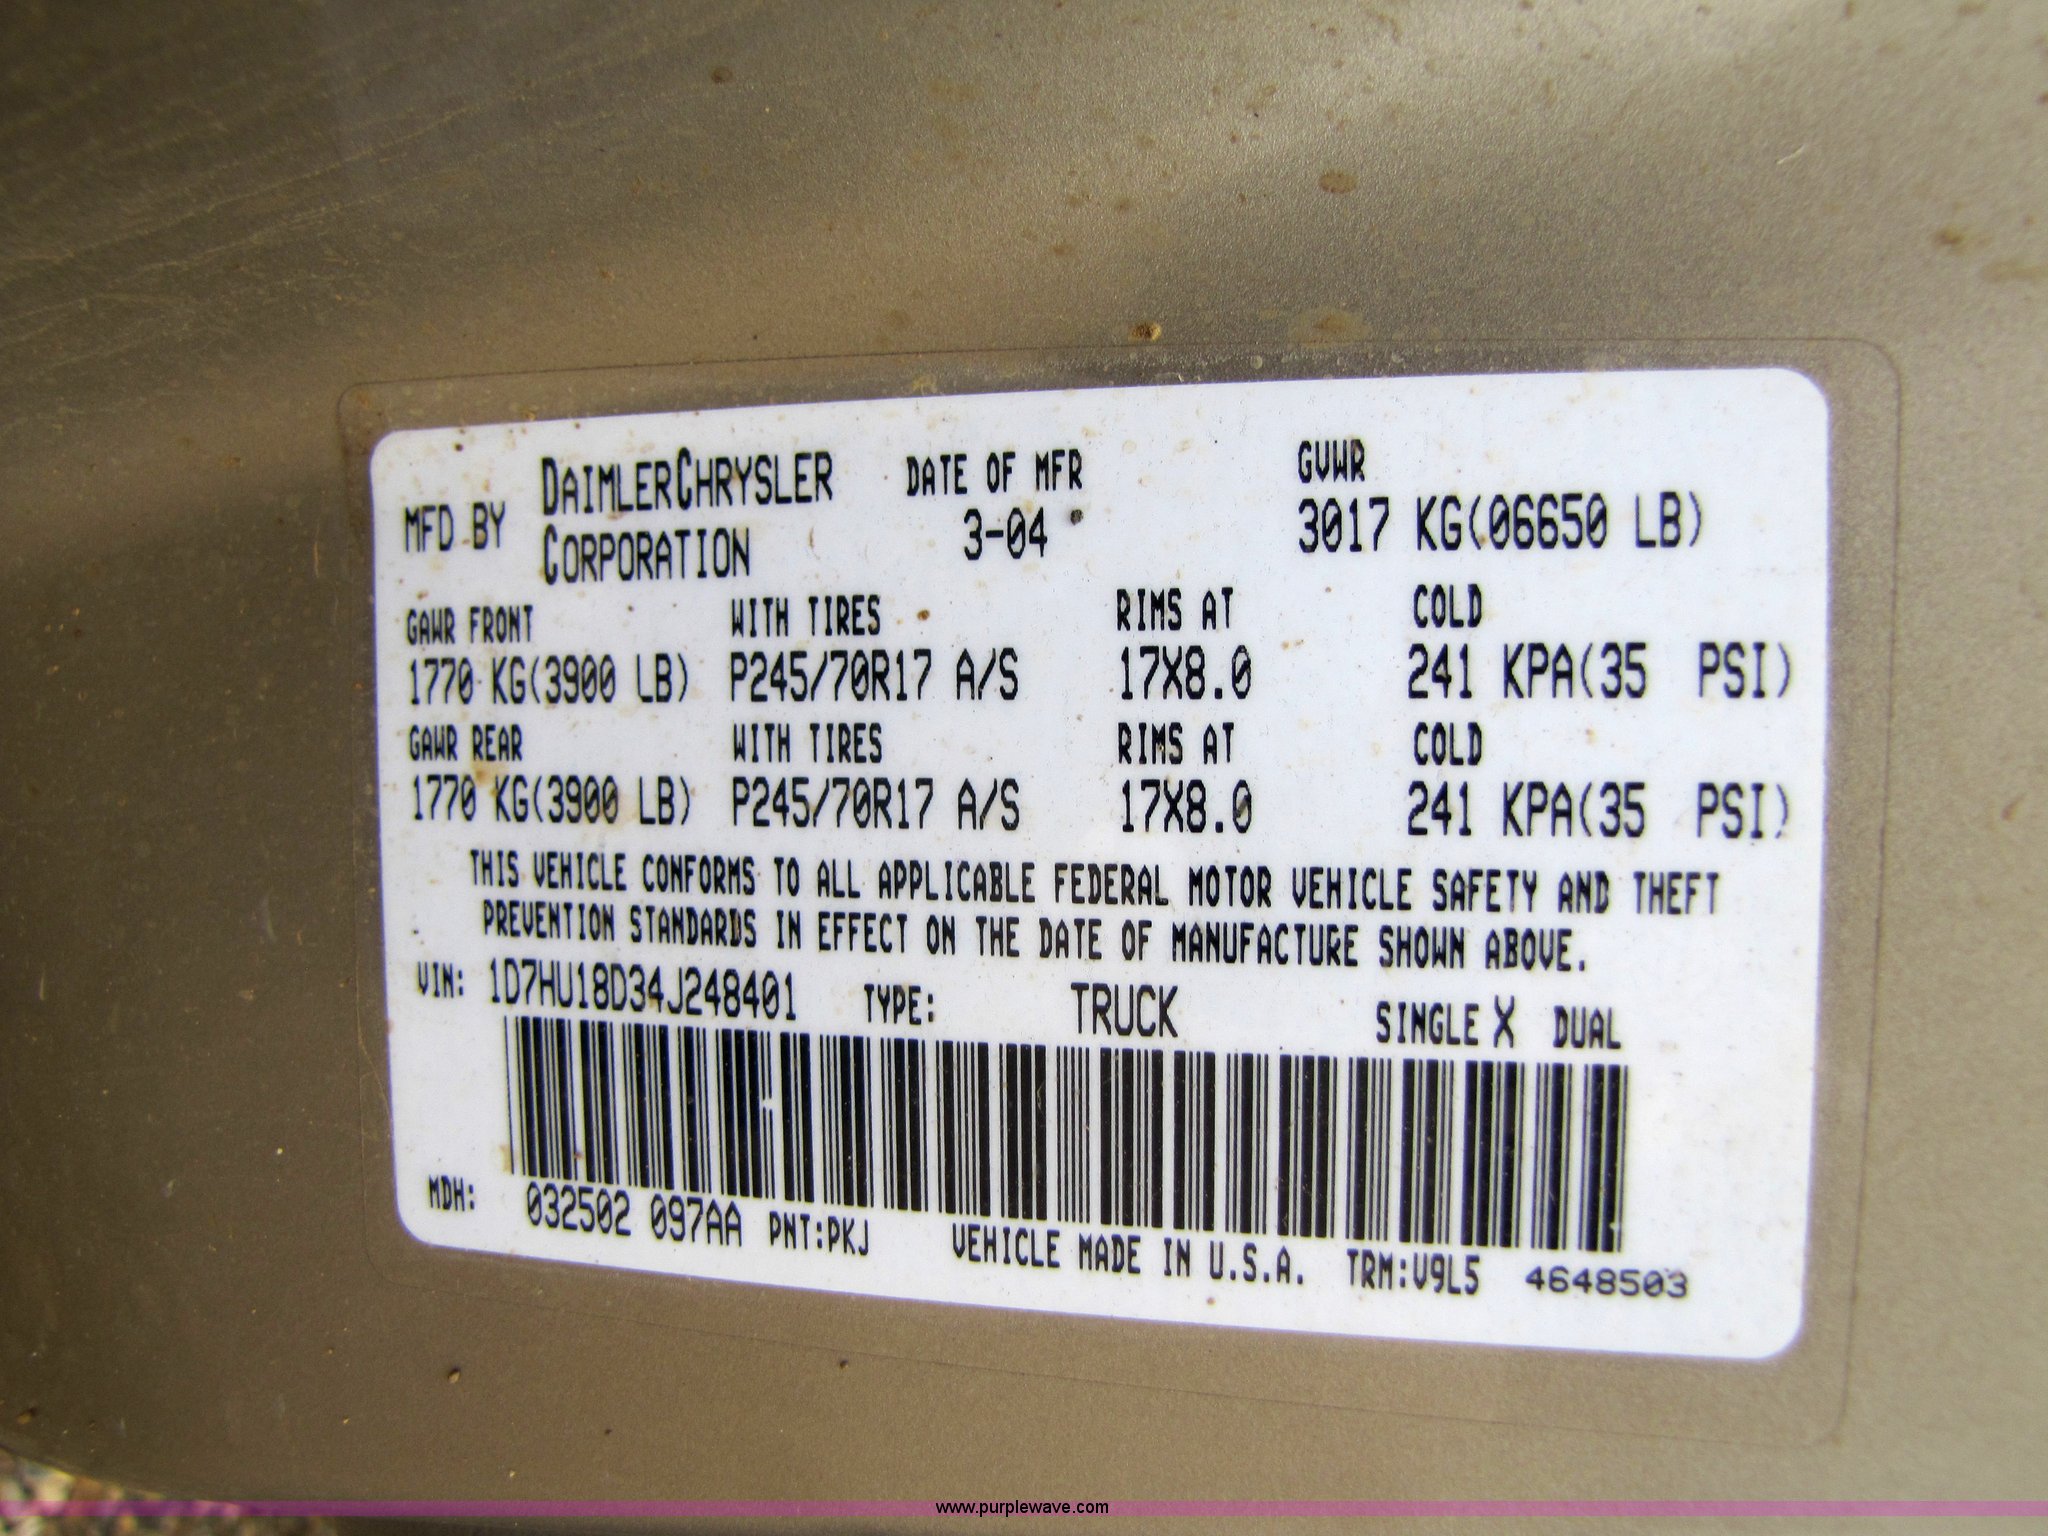 MFD BY DAIMLERCHRYSLER CORPORATION
DATE OF MFR
3-04
GVWR
3017 KG(06650 LB)
GAWR FRONT WITH TIRES RIMS AT COLD
1770 KG(3900 LB) P245/70R17 A/S 17X8.0 241 KPA(35 PSI)
GAWR REAR WITH TIRES RIMS AT COLD
1770 KG(3900 LB) P245/70R17 A/S 17X8.0 241 KPA(35 PSI)
THIS VEHICLE CONFORMS TO ALL APPLICABLE FEDERAL MOTOR VEHICLE SAFETY AND THEFT
PREVENTION STANDARDS IN EFFECT ON THE DATE OF MANUFACTURE SHOWN ABOVE.
VIN: 1D7HU18D34J248401 TYPE: TRUCK SINGLE X DUAL
MDH: 032502 097AA PNT:PKJ VEHICLE MADE IN U.S.A. TRM:V9L5 4648503
www.purplewave.com